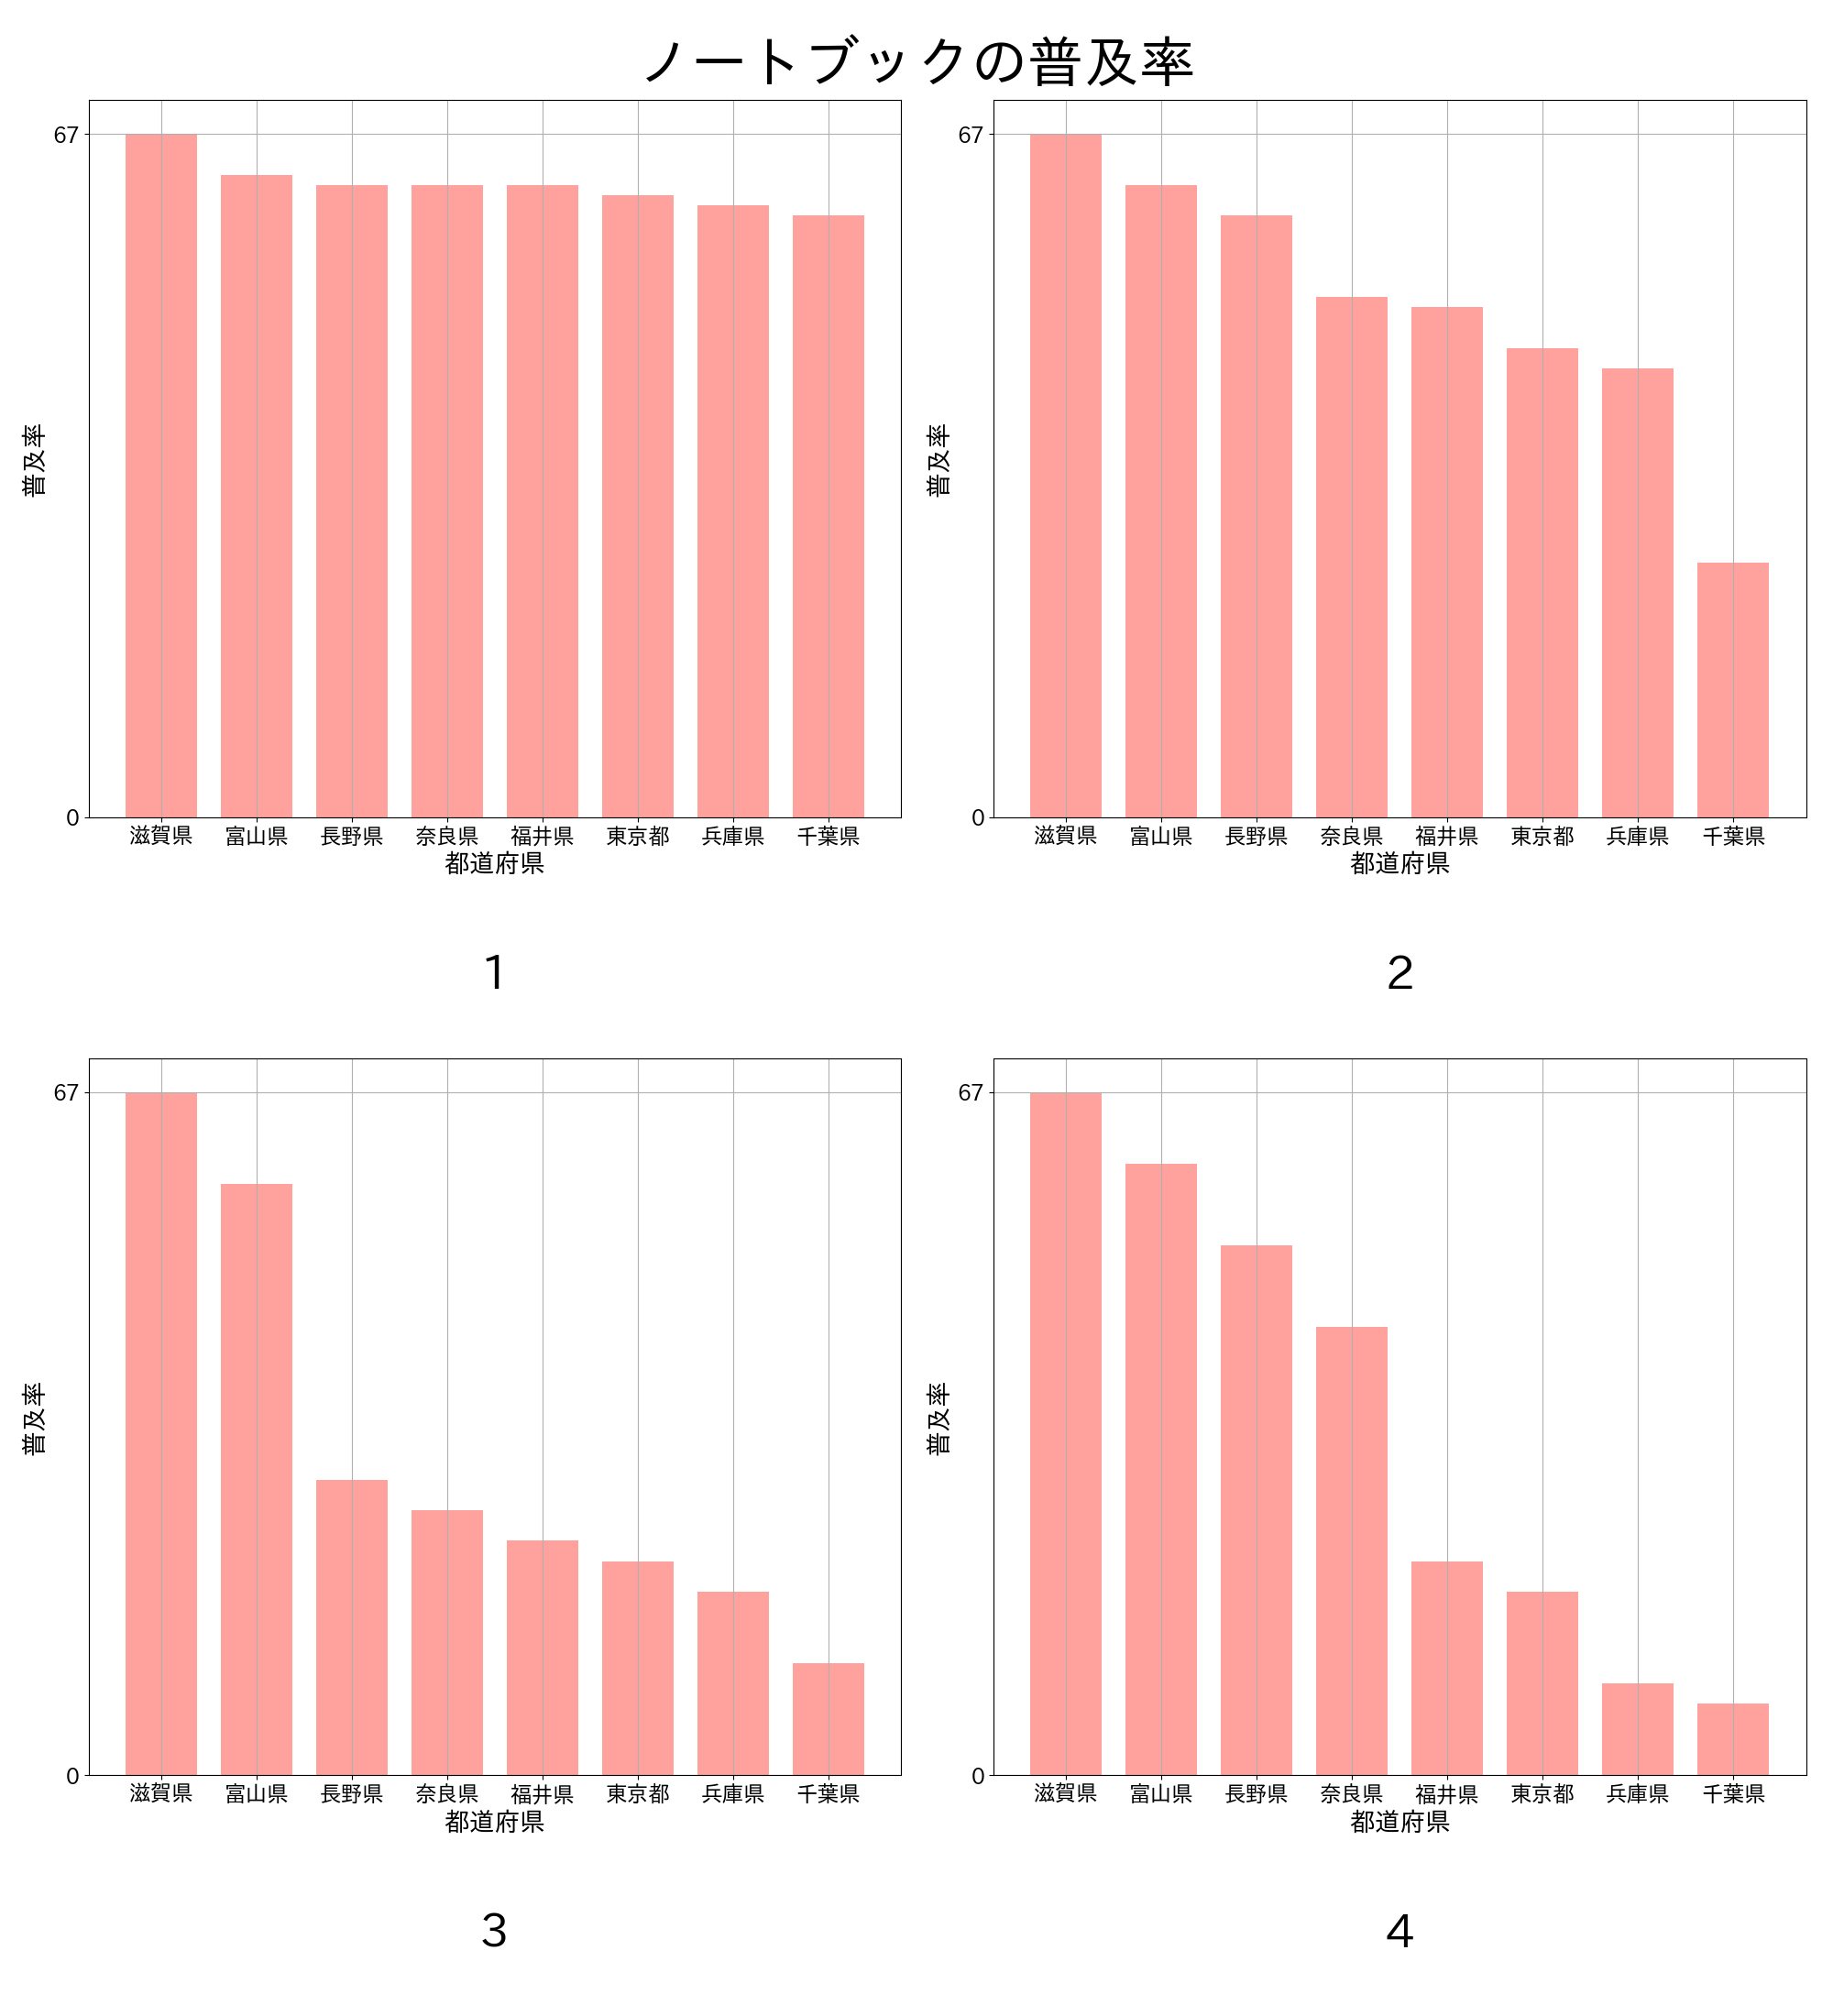 ノートブックの普及率
67
0
普及率
滋賀県 富山県 長野県 奈良県 福井県 東京都 兵庫県 千葉県
都道府県
1
67
0
普及率
滋賀県 富山県 長野県 奈良県 福井県 東京都 兵庫県 千葉県
都道府県
2
67
0
普及率
滋賀県 富山県 長野県 奈良県 福井県 東京都 兵庫県 千葉県
都道府県
3
67
0
普及率
滋賀県 富山県 長野県 奈良県 福井県 東京都 兵庫県 千葉県
都道府県
4